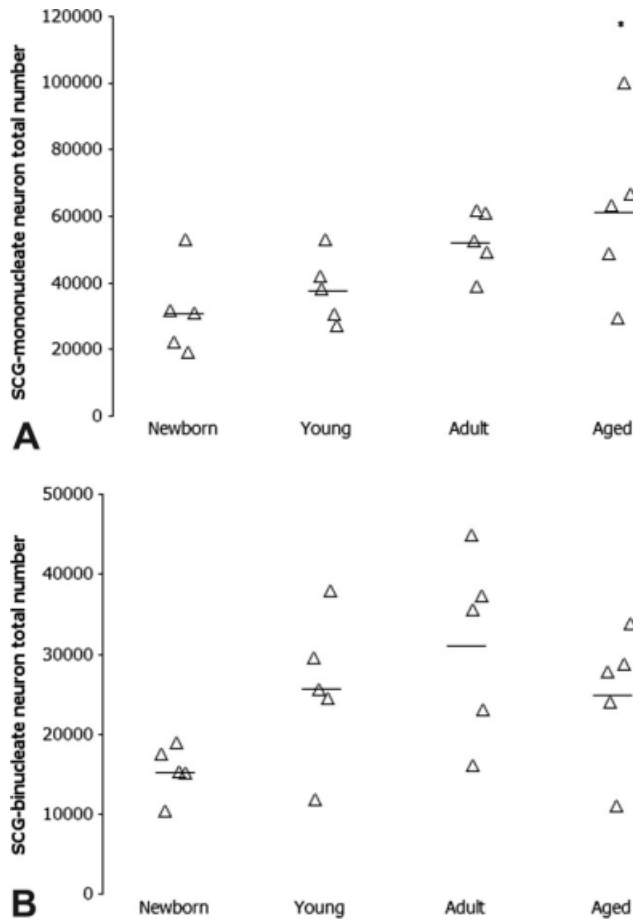 SCG-mononucleate neuron total number
120000
*
100000
80000
60000
40000
20000
0
A
Newborn Young Adult Aged
SCG-binucleate neuron total number
50000
40000
30000
20000
10000
0
B
Newborn Young Adult Aged